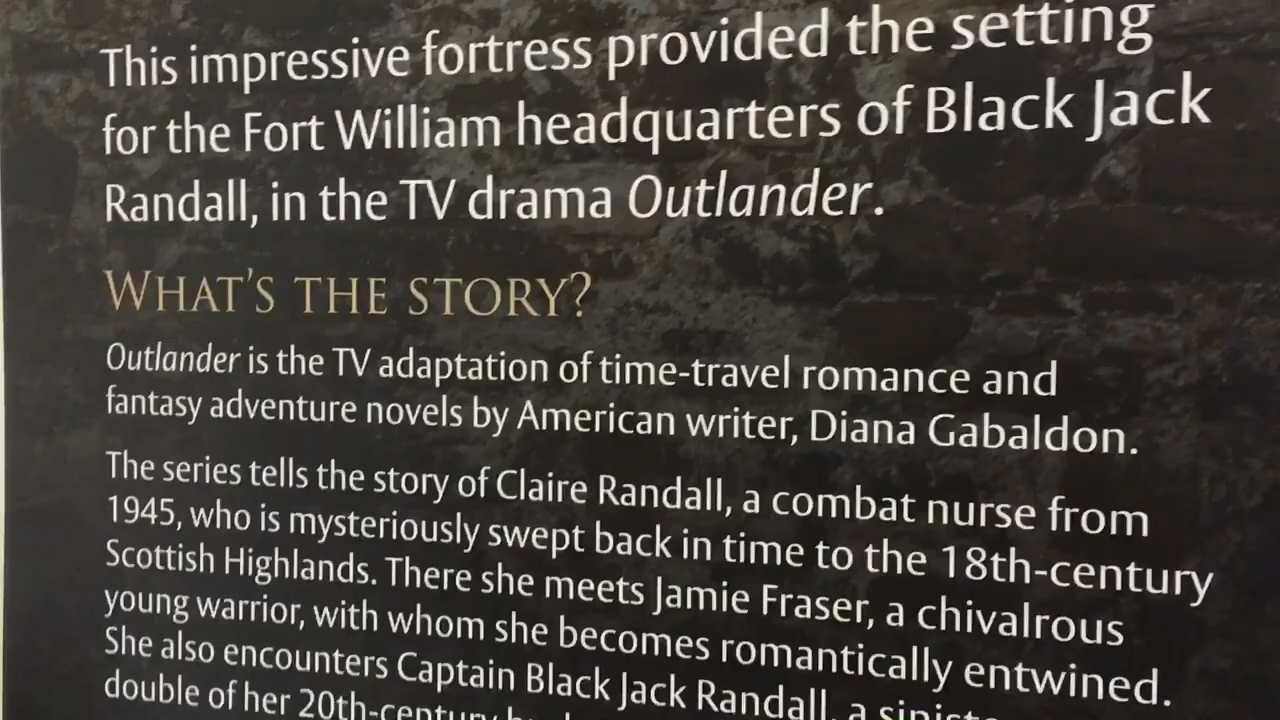 This impressive fortress provided the setting
for the Fort William headquarters of Black Jack
Randall, in the TV drama Outlander.
WHAT'S THE STORY?
Outlander is the TV adaptation of time-travel romance and
fantasy adventure novels by American writer, Diana Gabaldon.
The series tells the story of Claire Randall, a combat nurse from
1945, who is mysteriously swept back in time to the 18th-century
Scottish Highlands. There she meets Jamie Fraser, a chivalrous
young warrior, with whom she becomes romantically entwined.
She also encounters Captain Black Jack Randall, a
double of her 20th-century